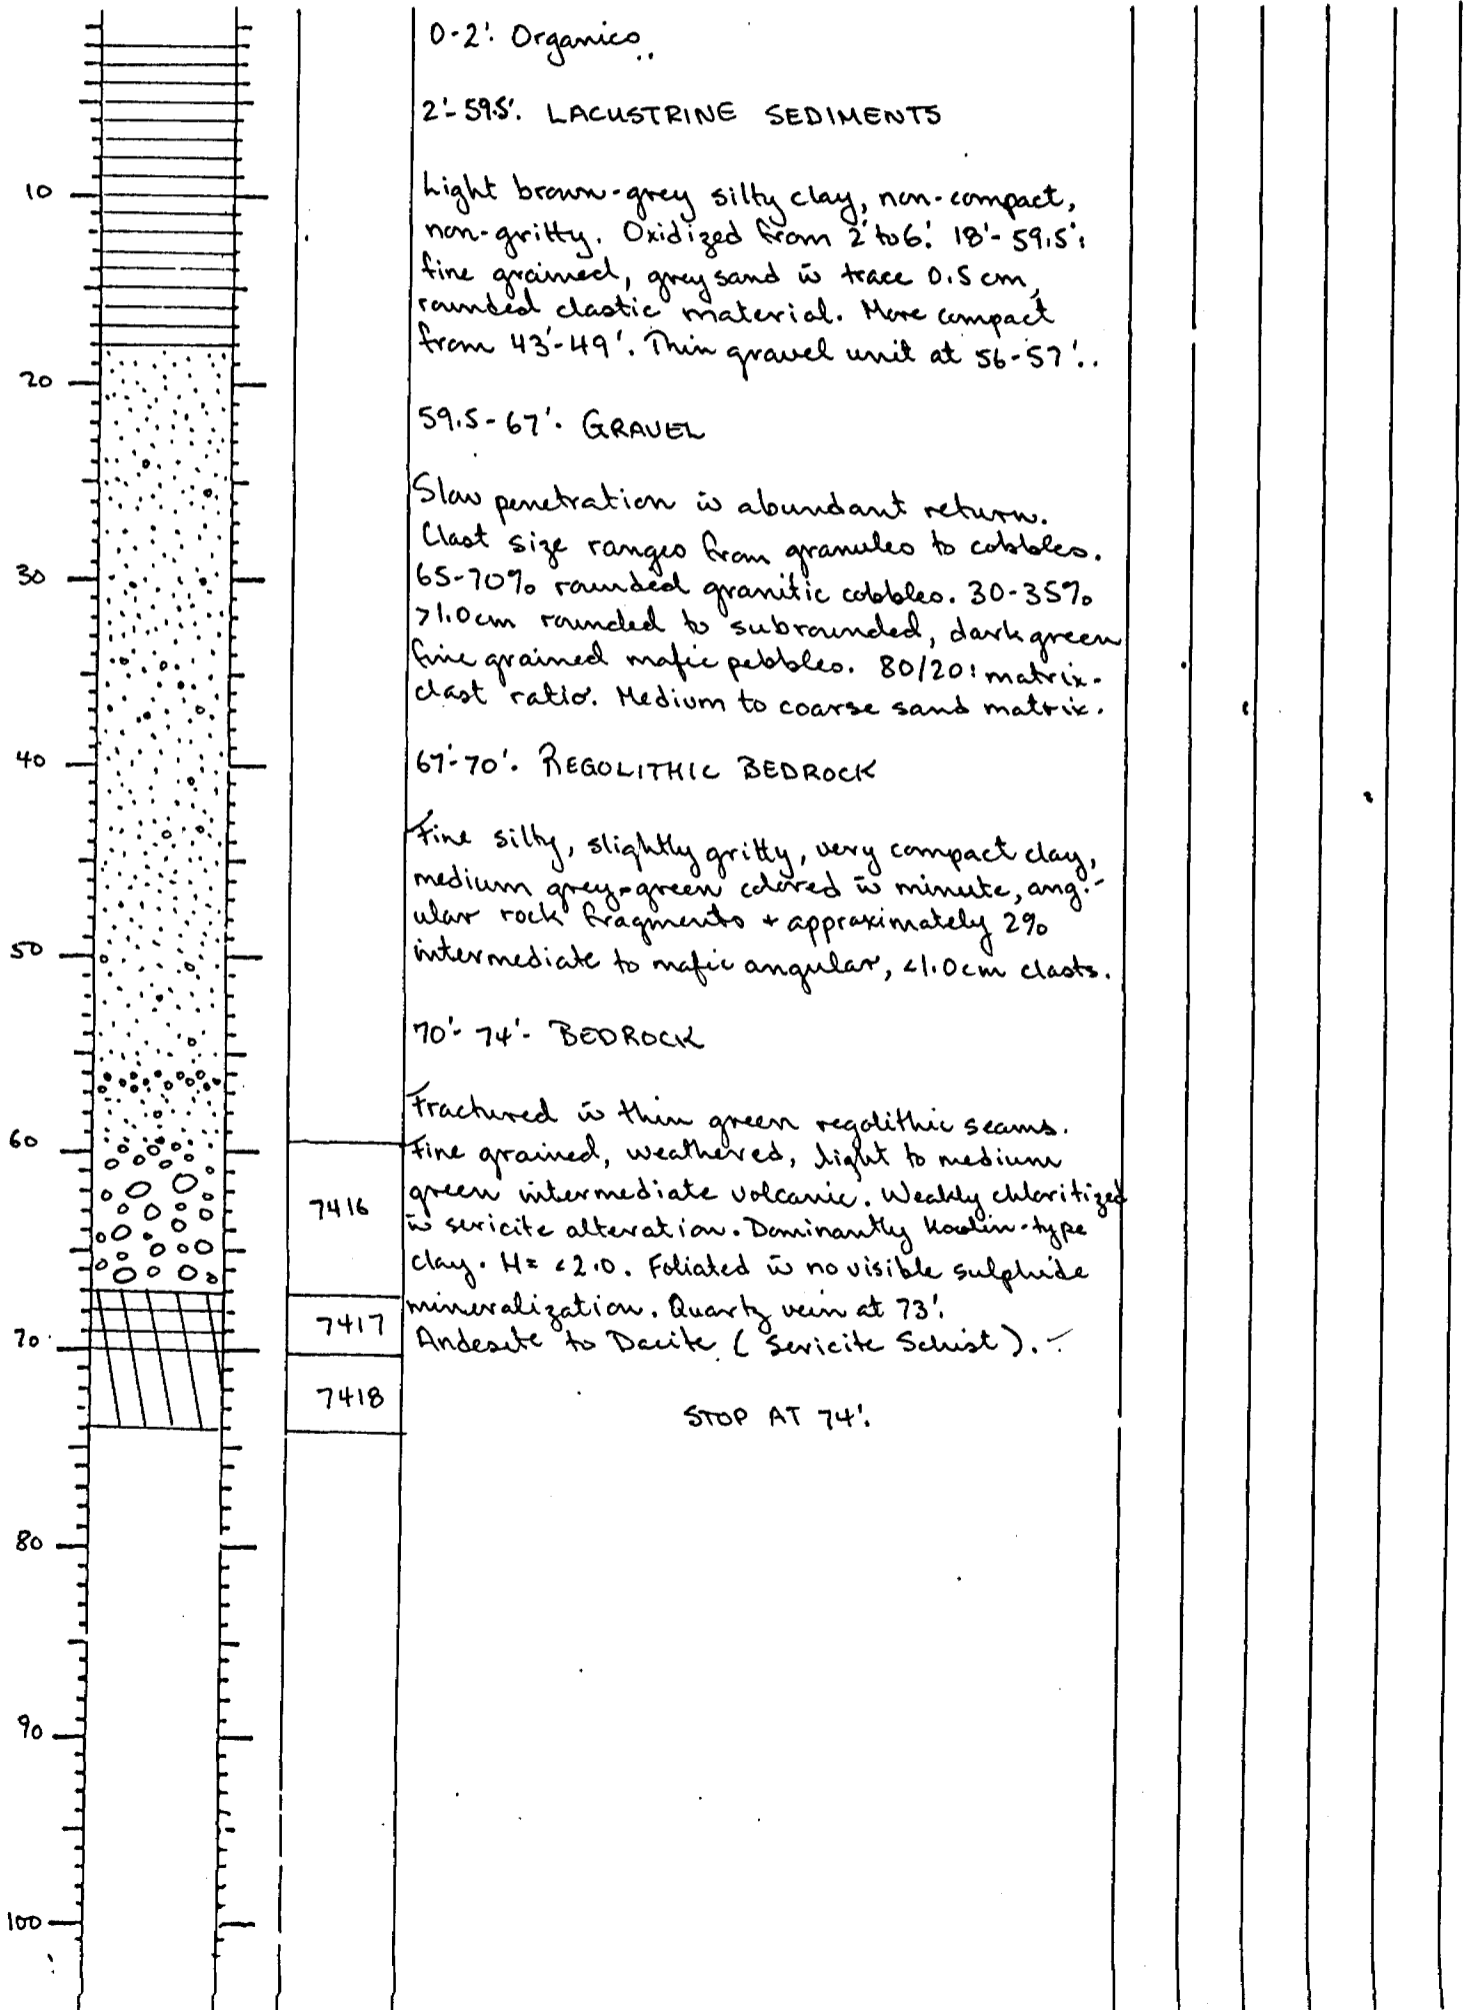 0-2'. Organics..
2'-59.5'. LACUSTRINE SEDIMENTS
10
Light brown-grey silty clay, non-compact,
non-gritty. Oxidized from 2' to 6'. 18'-59.5':
fine grained, grey sand w̄ trace 0.5 cm,
rounded clastic material. More compact
from 43'-49'. Thin gravel unit at 56-57'..
20
59.5-67'. GRAVEL
Slow penetration w̄ abundant return.
Clast size ranges from granules to cobbles.
30
65-70% rounded granitic cobbles. 30-35%
>1.0cm rounded to subrounded, dark green
fine grained mafic pebbles. 80/20: matrix-
clast ratio. Medium to coarse sand matrix.
40
67'-70'. REGOLITHIC BEDROCK
Fine silty, slightly gritty, very compact clay,
medium grey-green colored w̄ minute, ang-
ular rock fragments + approximately 2%
50
intermediate to mafic angular, <1.0cm clasts.
70'-74'- BEDROCK
Fractured w̄ thin green regolithic seams.
60
Fine grained, weathered, light to medium
green intermediate volcanic. Weakly chloritized
7416
w̄ sericite alteration. Dominantly Kaolin-type
clay. H= <2.0. Foliated w̄ no visible sulphide
mineralization. Quartz vein at 73'.
7417
70
Andesite to Dacite (Sericite Schist).-
7418
STOP AT 74'.
80
90
100